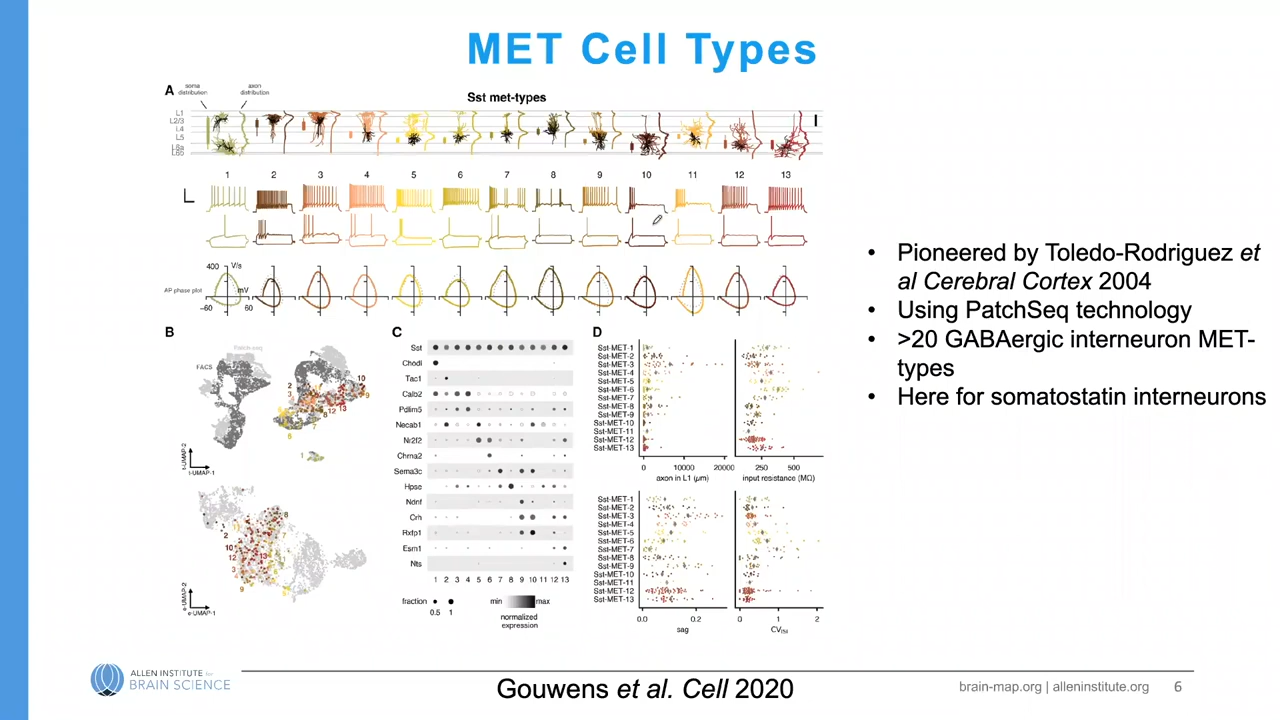 MET Cell Types
A
soma
distribution
axon
distribution
Sst met-types
L1
L2/3
L4
L5
L6a
L6b
1 2 3 4 5 6 7 8 9 10 11 12 13
400 V/s
AP phase plot
mV
−60 60
B
Patch-seq
FACS
t-UMAP-2
t-UMAP-1
e-UMAP-2
e-UMAP-1
C
Sst
Chodl
Tac1
Calb2
Pdlim5
Necab1
Nr2f2
Chrna2
Sema3c
Hpse
Ndnf
Crh
Rxfp1
Esm1
Nts
1 2 3 4 5 6 7 8 9 10 11 12 13
fraction
0.5 1
min max
normalized
expression
D
Sst-MET-1
Sst-MET-2
Sst-MET-3
Sst-MET-4
Sst-MET-5
Sst-MET-6
Sst-MET-7
Sst-MET-8
Sst-MET-9
Sst-MET-10
Sst-MET-11
Sst-MET-12
Sst-MET-13
0 10000 20000
axon in L1 (μm)
250 500
input resistance (MΩ)
Sst-MET-1
Sst-MET-2
Sst-MET-3
Sst-MET-4
Sst-MET-5
Sst-MET-6
Sst-MET-7
Sst-MET-8
Sst-MET-9
Sst-MET-10
Sst-MET-11
Sst-MET-12
Sst-MET-13
0.0 0.2
sag
0 1 2
CV
• Pioneered by Toledo-Rodriguez et
al Cerebral Cortex 2004
• Using PatchSeq technology
• >20 GABAergic interneuron MET-
types
• Here for somatostatin interneurons
ALLEN INSTITUTE for
BRAIN SCIENCE
Gouwens et al. Cell 2020
brain-map.org | alleninstitute.org 6